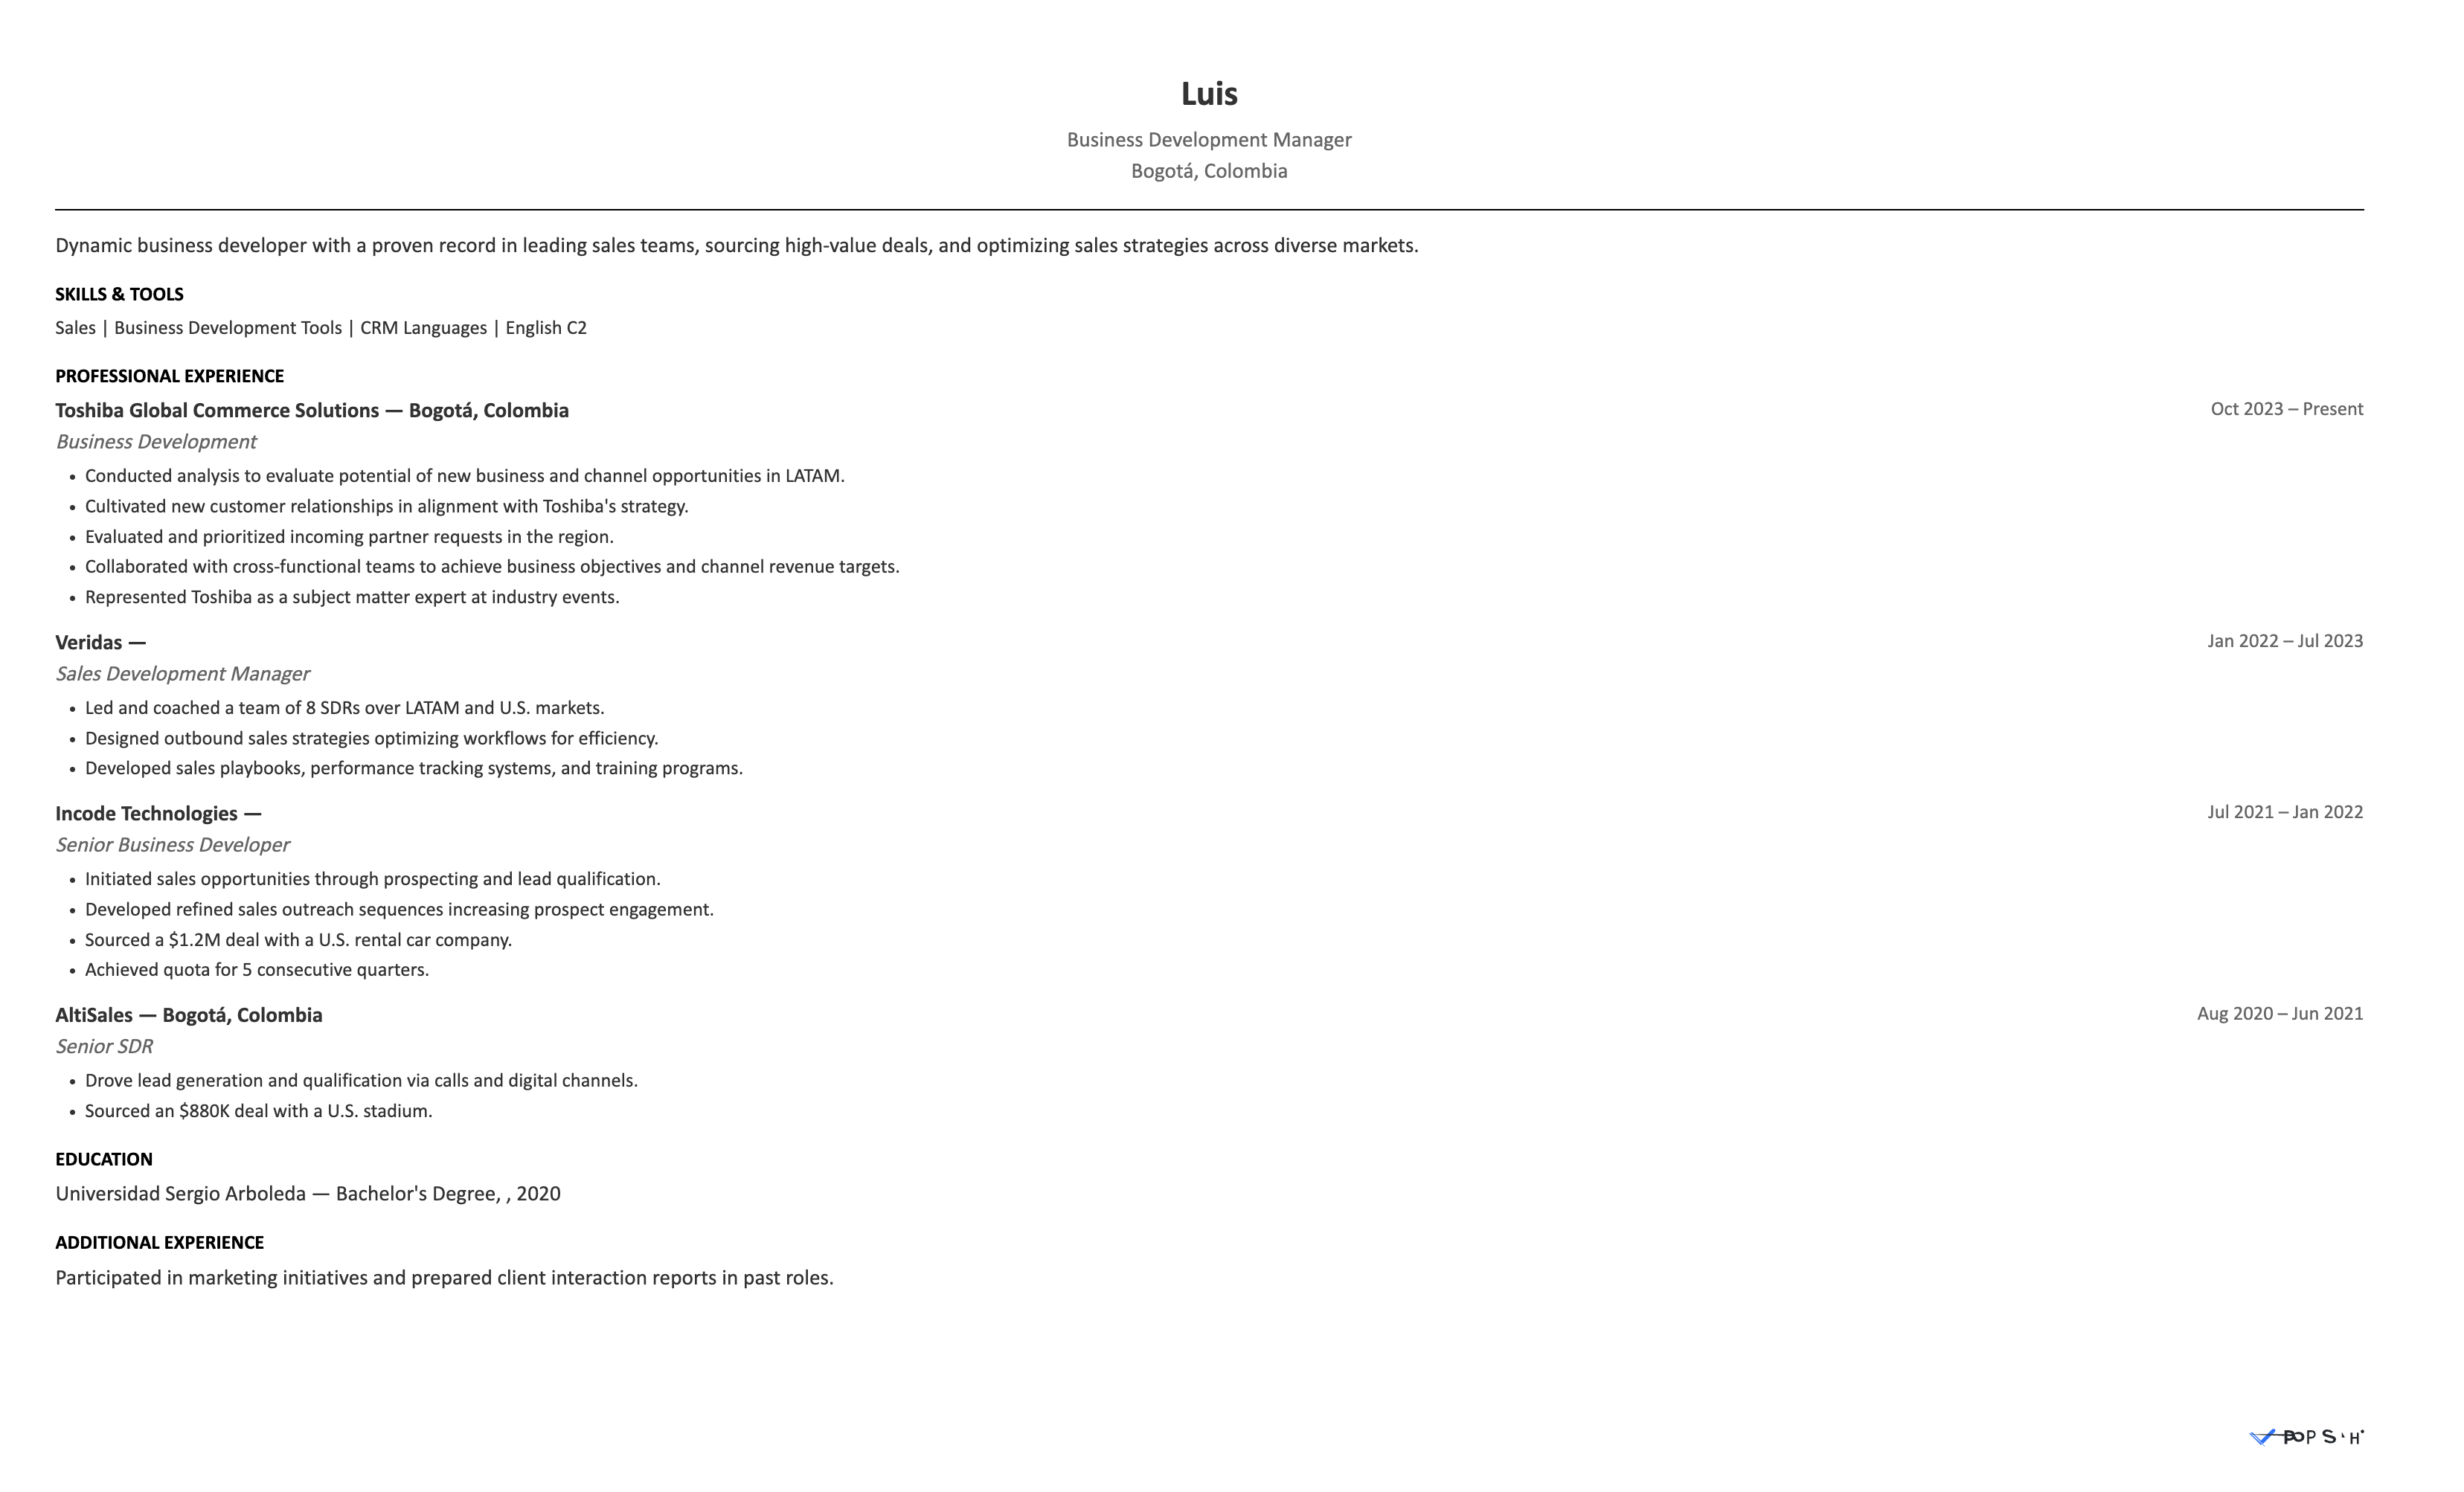 Luis
Business Development Manager
Bogotá, Colombia
Dynamic business developer with a proven record in leading sales teams, sourcing high-value deals, and optimizing sales strategies across diverse markets.
SKILLS & TOOLS
Sales | Business Development Tools | CRM Languages | English C2
PROFESSIONAL EXPERIENCE
Toshiba Global Commerce Solutions — Bogotá, Colombia Oct 2023 – Present
Business Development
• Conducted analysis to evaluate potential of new business and channel opportunities in LATAM.
• Cultivated new customer relationships in alignment with Toshiba's strategy.
• Evaluated and prioritized incoming partner requests in the region.
• Collaborated with cross-functional teams to achieve business objectives and channel revenue targets.
• Represented Toshiba as a subject matter expert at industry events.
Veridas — Jan 2022 – Jul 2023
Sales Development Manager
• Led and coached a team of 8 SDRs over LATAM and U.S. markets.
• Designed outbound sales strategies optimizing workflows for efficiency.
• Developed sales playbooks, performance tracking systems, and training programs.
Incode Technologies — Jul 2021 – Jan 2022
Senior Business Developer
• Initiated sales opportunities through prospecting and lead qualification.
• Developed refined sales outreach sequences increasing prospect engagement.
• Sourced a $1.2M deal with a U.S. rental car company.
• Achieved quota for 5 consecutive quarters.
AltiSales — Bogotá, Colombia Aug 2020 – Jun 2021
Senior SDR
• Drove lead generation and qualification via calls and digital channels.
• Sourced an $880K deal with a U.S. stadium.
EDUCATION
Universidad Sergio Arboleda — Bachelor's Degree, , 2020
ADDITIONAL EXPERIENCE
Participated in marketing initiatives and prepared client interaction reports in past roles.